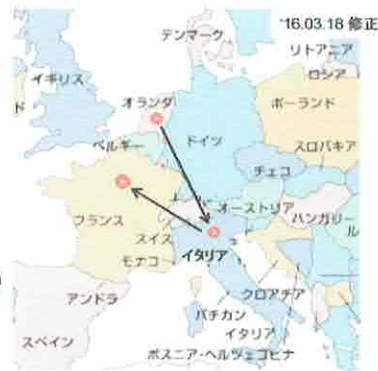 '16.03.18 修正
デンマーク
リトアニア
ロシア
イギリス
オランダ
ポーランド
ド
ベルギー
ドイツ
スロバキア
チェコ
オーストリア
フランス
ハンガリー
スイス
ル
モナコ
イタリア
アンドラ
クロアチア
バチカン
イタリア
スペイン
ボスニア・ヘルツェゴビナ